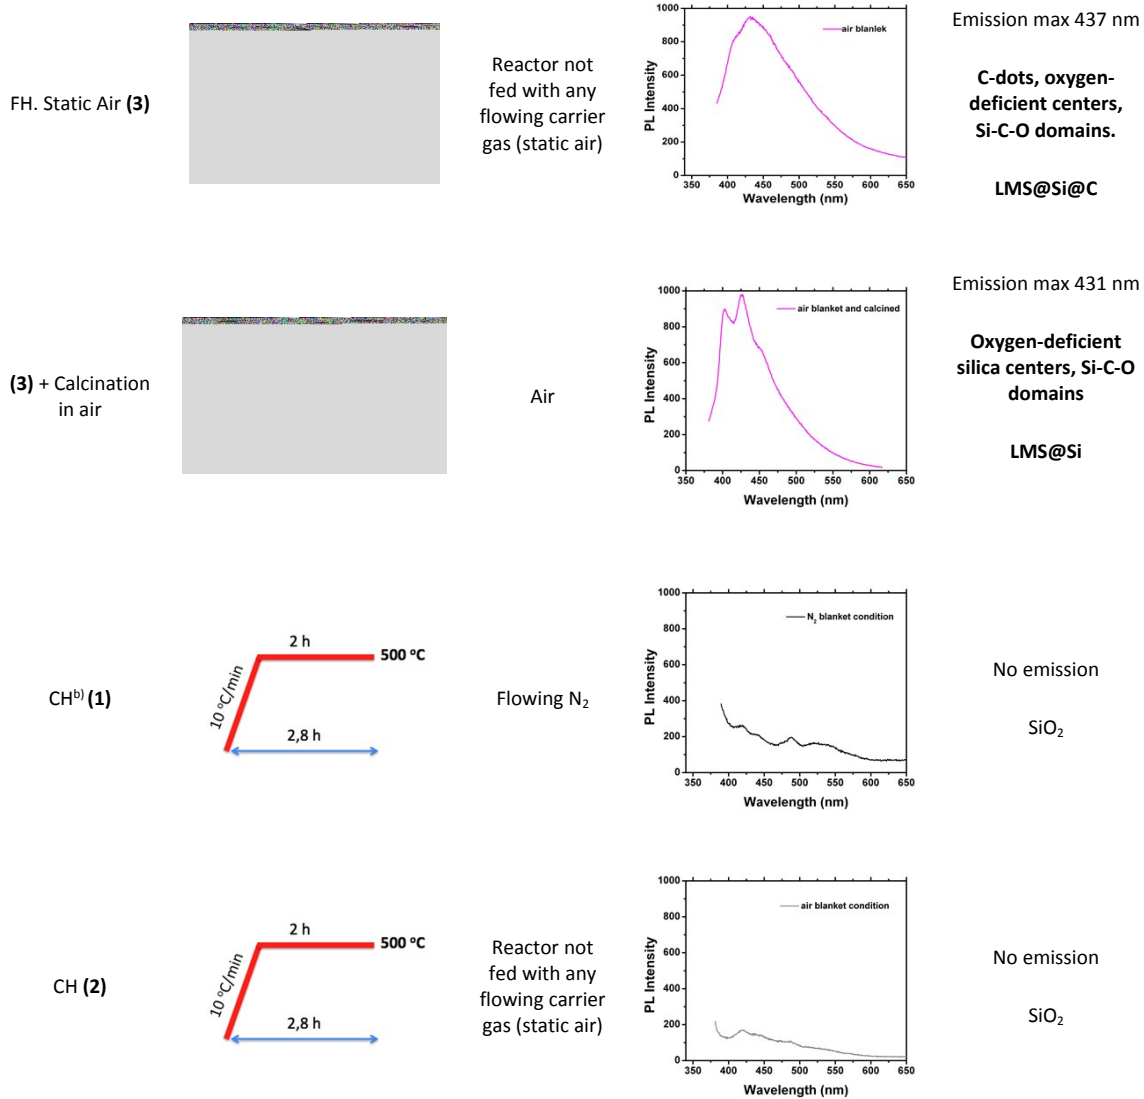 FH. Static Air (3)
Reactor not
fed with any
flowing carrier
gas (static air)
1000
800
600
400
200
0
PL Intensity
air blanlek
350 400 450 500 550 600 650
Wavelength (nm)
Emission max 437 nm
C-dots, oxygen-
deficient centers,
Si-C-O domains.
LMS@Si@C
(3) + Calcination
in air
Air
1000
800
600
400
200
0
PL Intensity
air blanket and calcined
350 400 450 500 550 600 650
Wavelength (nm)
Emission max 431 nm
Oxygen-deficient
silica centers, Si-C-O
domains
LMS@Si
CHb) (1)
10 °C/min
2 h
500 °C
2,8 h
Flowing N2
1000
800
600
400
200
0
PL Intensity
N2 blanket condition
350 400 450 500 550 600 650
Wavelength (nm)
No emission
SiO2
CH (2)
10 °C/min
2 h
500 °C
2,8 h
Reactor not
fed with any
flowing carrier
gas (static air)
1000
800
600
400
200
0
PL Intensity
air blanket condition
350 400 450 500 550 600 650
Wavelength (nm)
No emission
SiO2